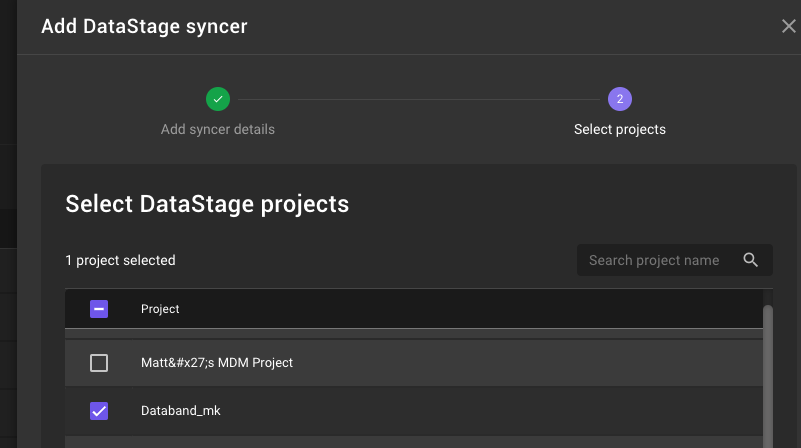 Add DataStage syncer
2
Add syncer details
Select projects
Select DataStage projects
1 project selected
Search project name
Project
Matt&#x27;s MDM Project
Databand_mk